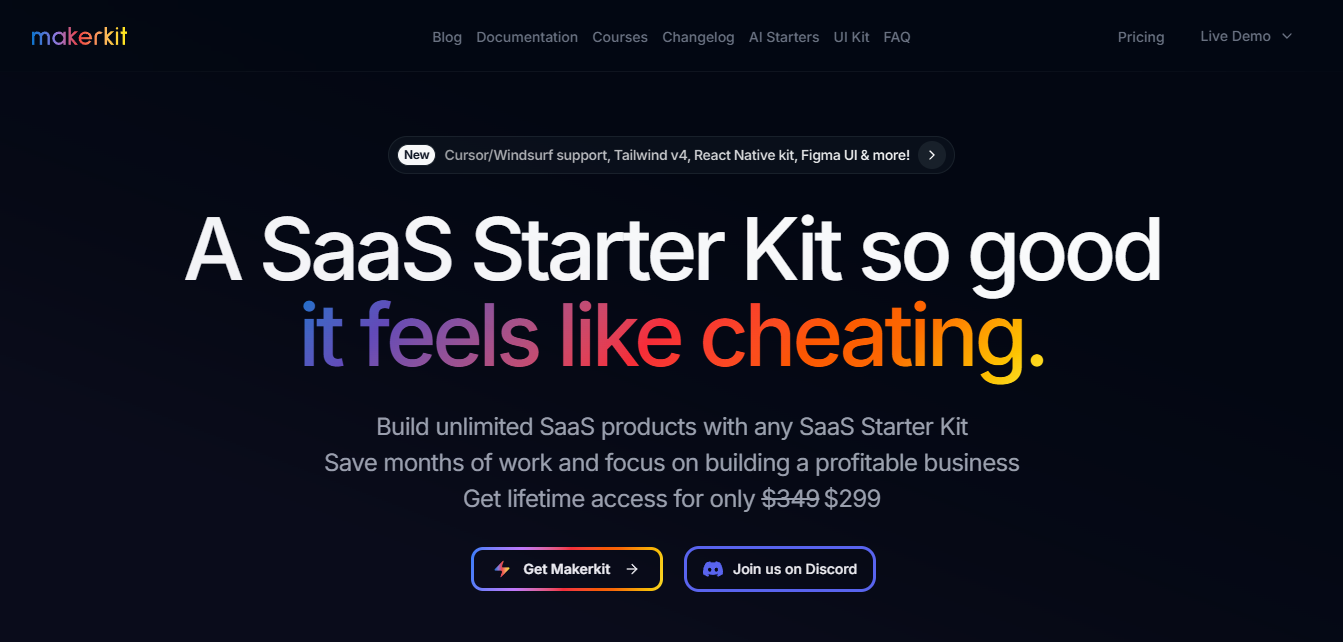 makerkit
Blog Documentation Courses Changelog AI Starters UI Kit FAQ
Pricing Live Demo
New Cursor/Windsurf support, Tailwind v4, React Native kit, Figma UI & more!
A SaaS Starter Kit so good
it feels like cheating.
Build unlimited SaaS products with any SaaS Starter Kit
Save months of work and focus on building a profitable business
Get lifetime access for only $349 $299
Get Makerkit
Join us on Discord